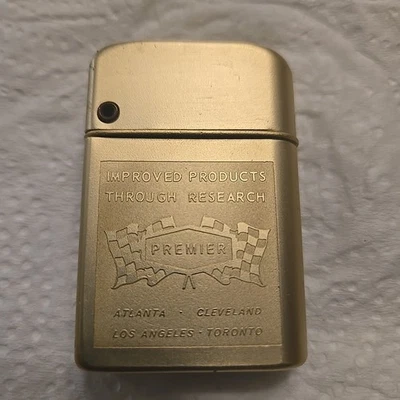 IMPROVED PRODUCTS
THROUGH RESEARCH
PREMIER
ATLANTA · CLEVELAND
LOS ANGELES · TORONTO